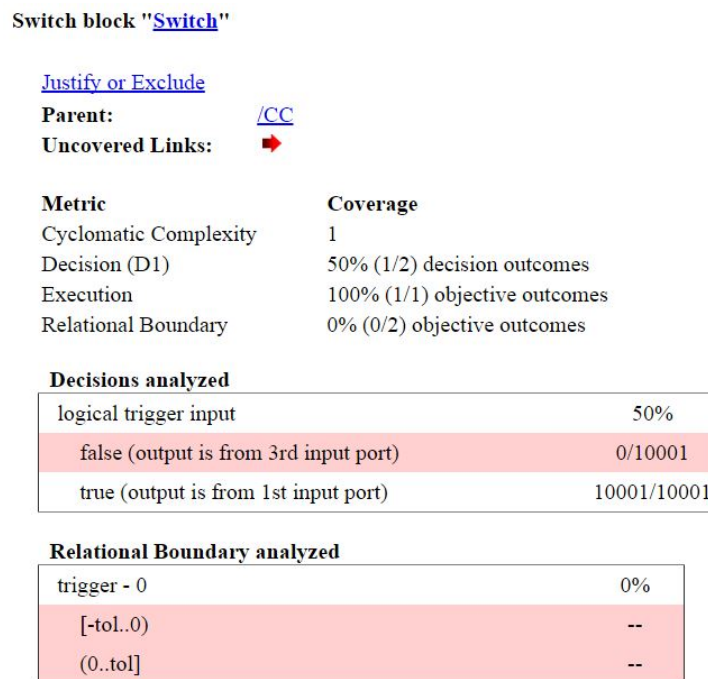 Switch block "Switch"
Justify or Exclude
Parent: /CC
Uncovered Links:
Metric Coverage
Cyclomatic Complexity 1
Decision (D1) 50% (1/2) decision outcomes
Execution 100% (1/1) objective outcomes
Relational Boundary 0% (0/2) objective outcomes
Decisions analyzed
logical trigger input 50%
false (output is from 3rd input port) 0/10001
true (output is from 1st input port) 10001/10001
Relational Boundary analyzed
trigger - 0 0%
[-tol..0) --
(0..tol] --